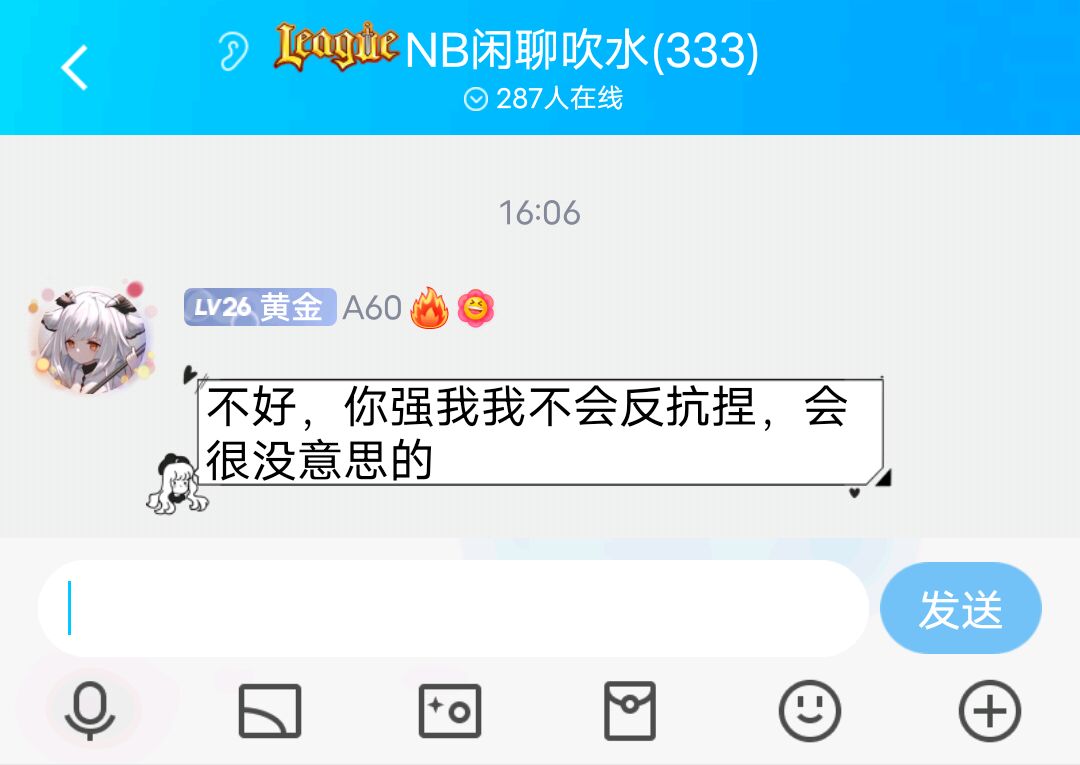 League NB闲聊吹水(333)
287人在线
16:06
LV26 黄金 A60
不好，你强我我不会反抗捏，会
很没意思的
发送